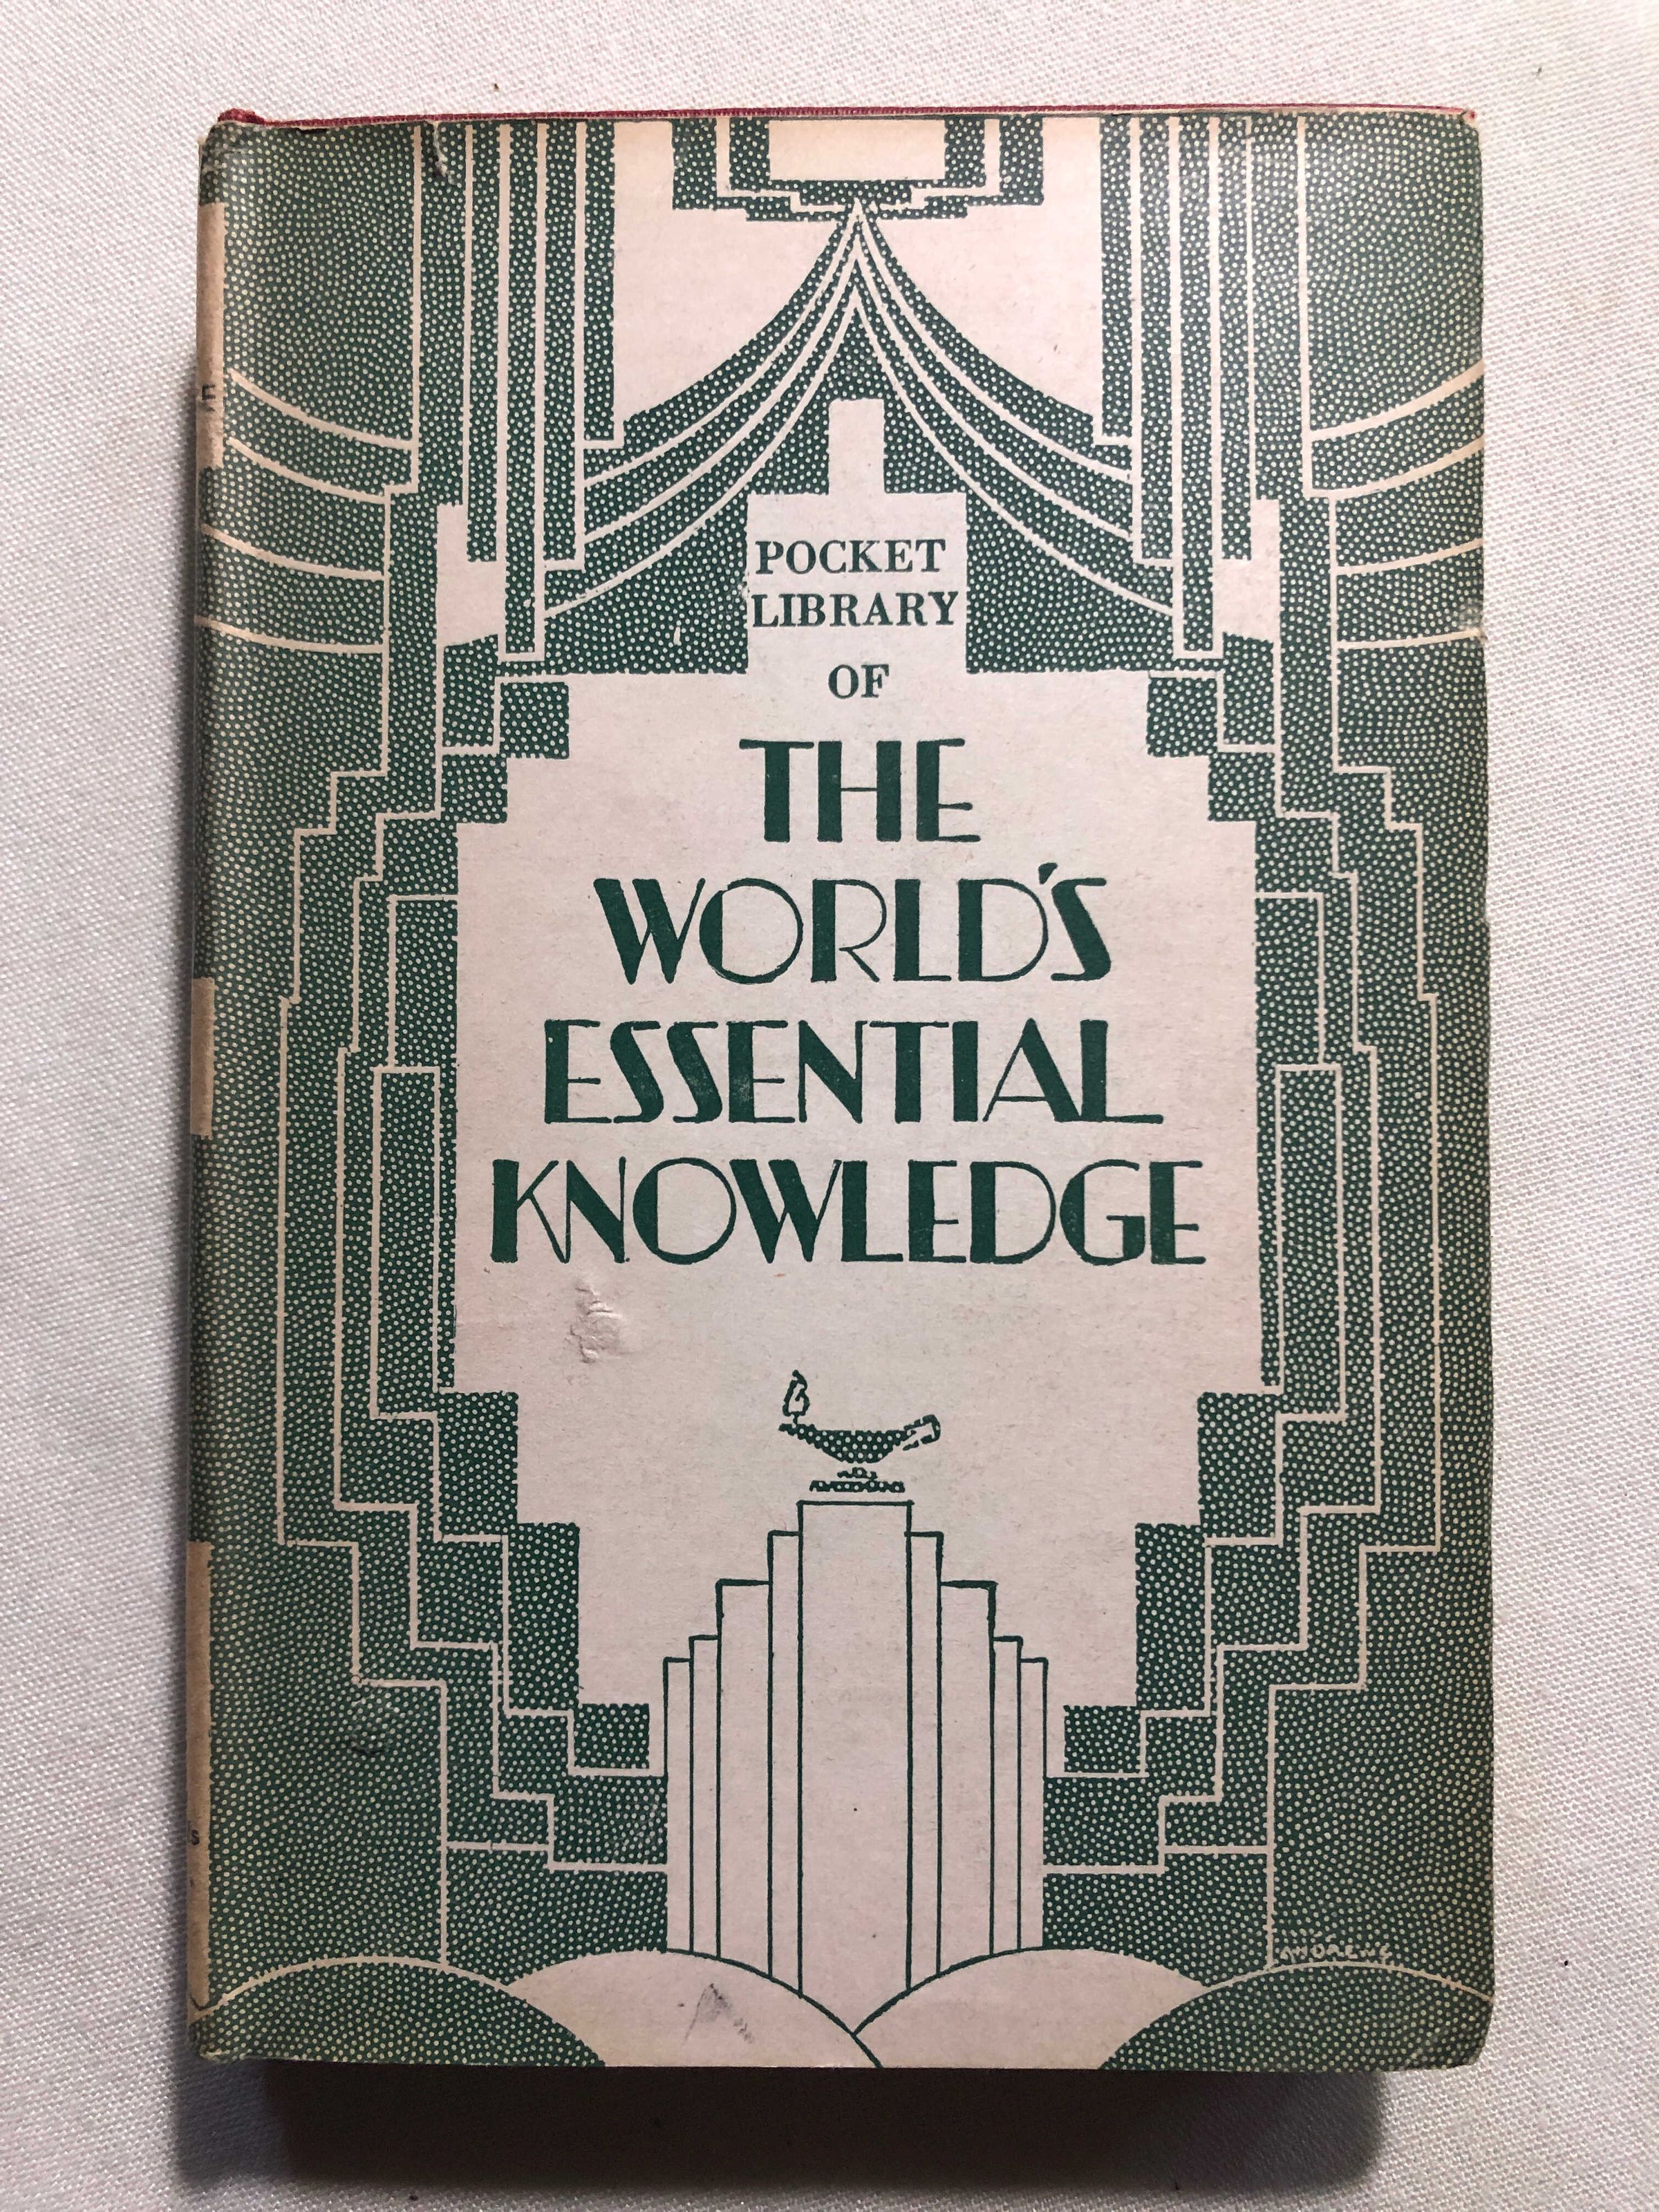 POCKET
LIBRARY
OF
THE
WORLD'S
ESSENTIAL
KNOWLEDGE